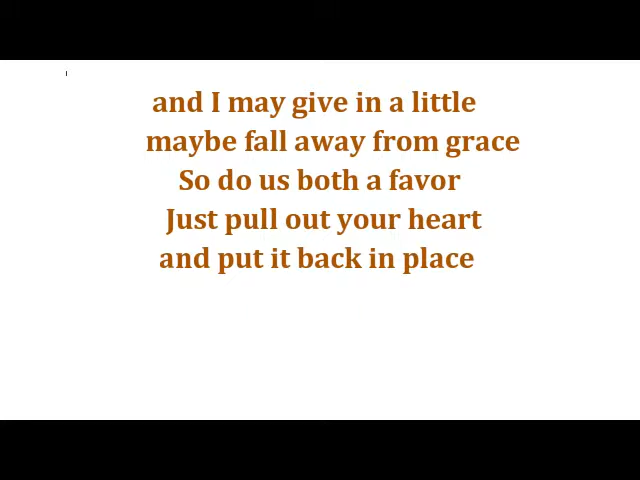 and I may give in a little
maybe fall away from grace
So do us both a favor
Just pull out your heart
and put it back in place